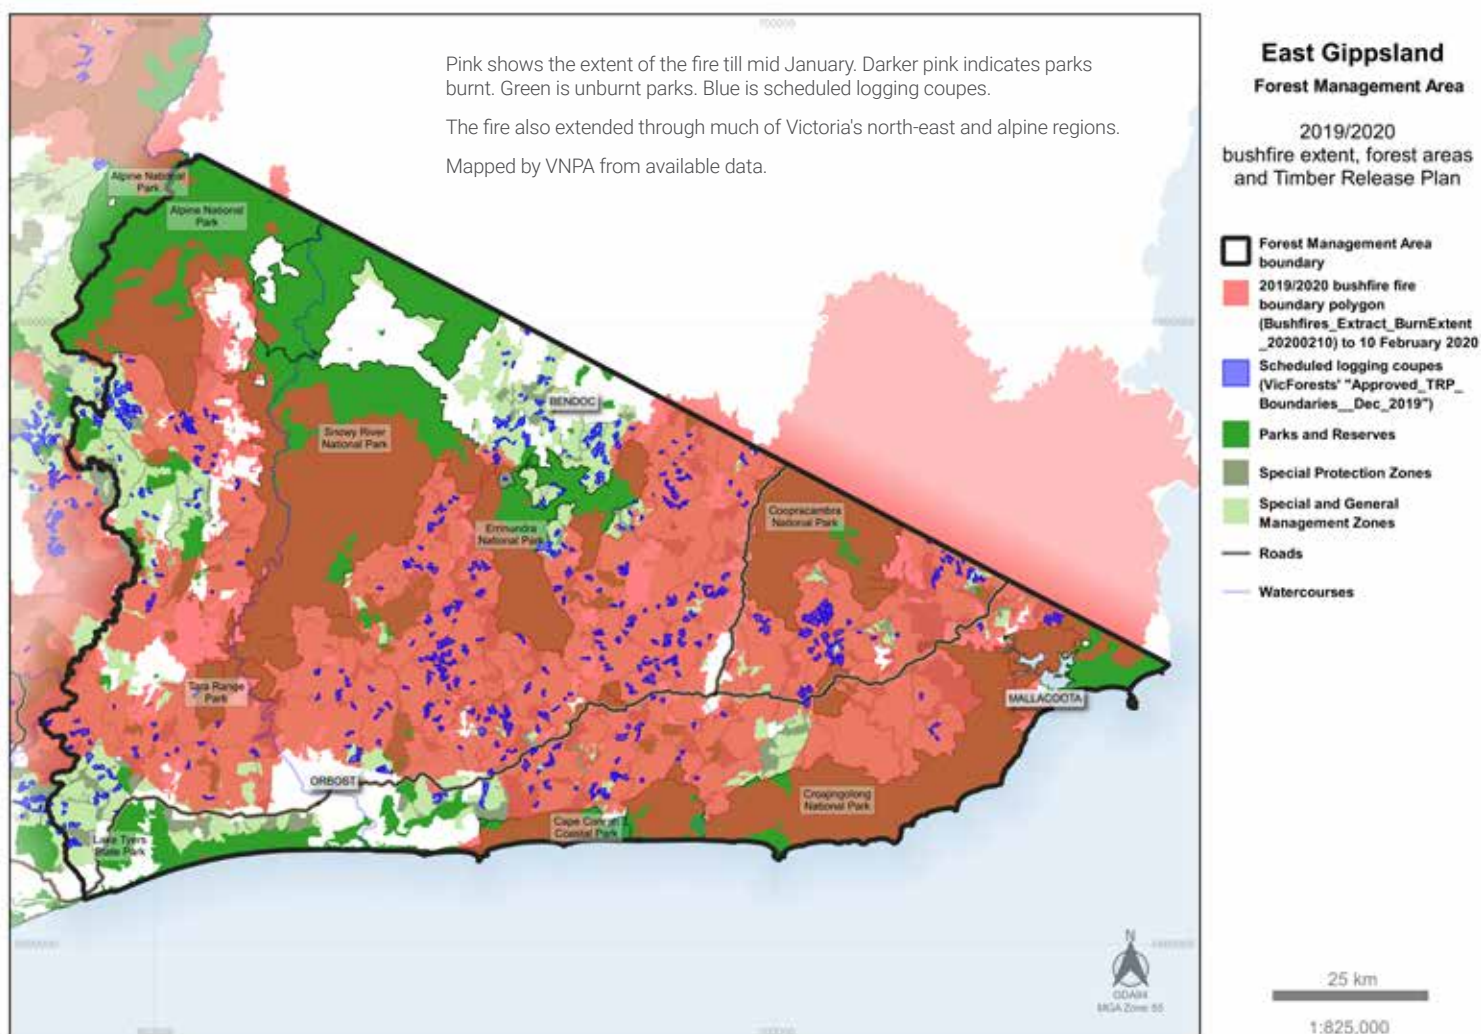 Pink shows the extent of the fire till mid January. Darker pink indicates parks
burnt. Green is unburnt parks. Blue is scheduled logging coupes.
The fire also extended through much of Victoria's north-east and alpine regions.
Mapped by VNPA from available data.
Alpine National
Park
Alpine National
Park
BENDOC
Snowy River
National Park
Errinundra
National Park
Coopracambra
National Park
Tara Range
Park
MALLACOOTA
ORBOST
Croajingolong
National Park
Cape Conran
Coastal Park
Lake Tyers
State Park
N
GDA94
MGA Zone 55
East Gippsland
Forest Management Area
2019/2020
bushfire extent, forest areas
and Timber Release Plan
Forest Management Area
boundary
2019/2020 bushfire fire
boundary polygon
(Bushfires_Extract_BurnExtent
_20200210) to 10 February 2020
Scheduled logging coupes
(VicForests' "Approved_TRP_
Boundaries__Dec_2019")
Parks and Reserves
Special Protection Zones
Special and General
Management Zones
Roads
Watercourses
25 km
1:825,000